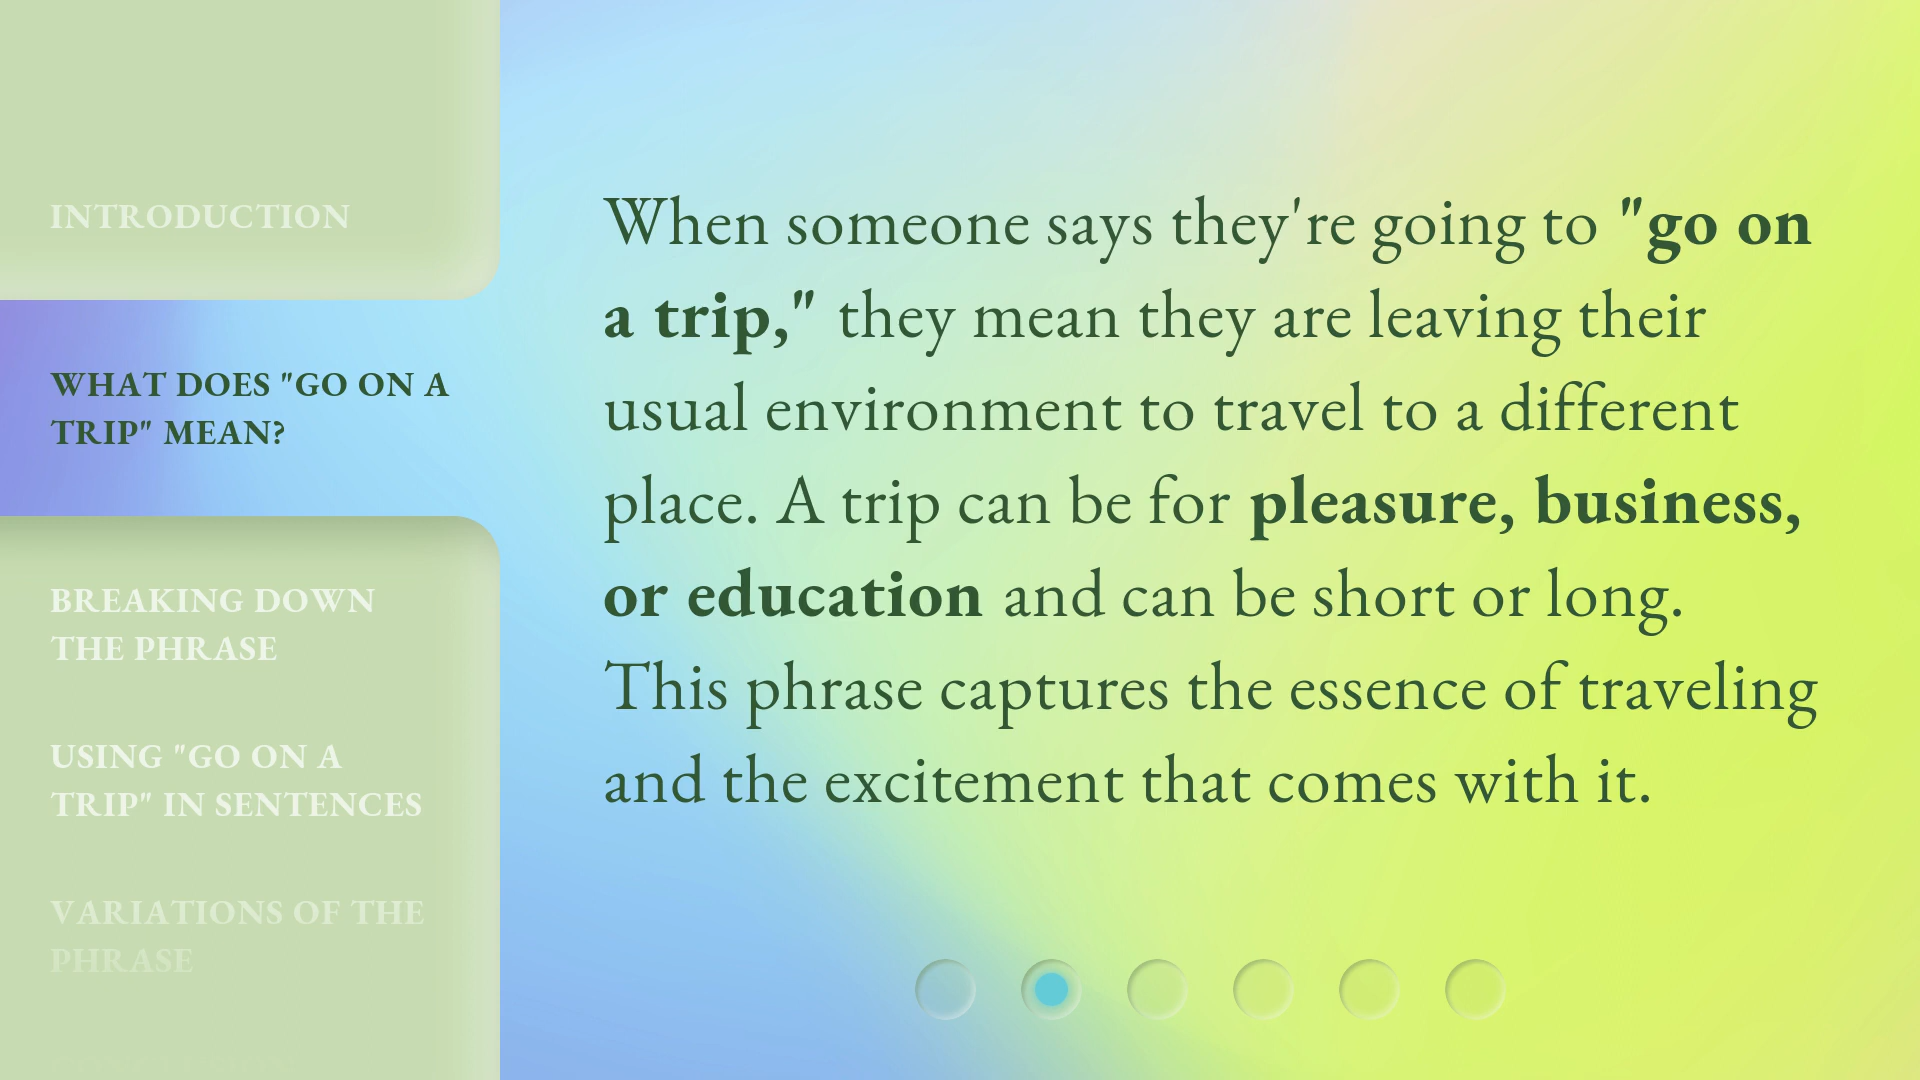 INTRODUCTION
WHAT DOES "GO ON A
TRIP" MEAN?
BREAKING DOWN
THE PHRASE
USING "GO ON A
TRIP" IN SENTENCES
VARIATIONS OF THE
PHRASE
CONCLUSION
When someone says they're going to "go on
a trip," they mean they are leaving their
usual environment to travel to a different
place. A trip can be for pleasure, business,
or education and can be short or long.
This phrase captures the essence of traveling
and the excitement that comes with it.